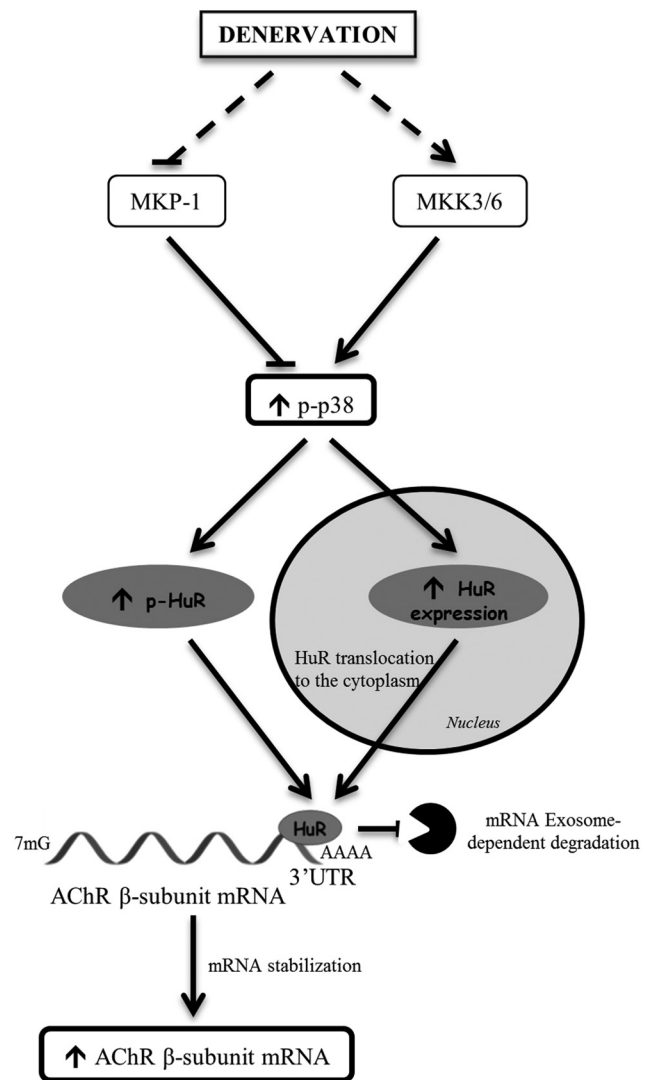 DENERVATION
MKP-1
MKK3/6
↑ p-p38
↑ p-HuR
↑ HuR
expression
HuR translocation
to the cytoplasm
Nucleus
HuR
7mG
AAAA
3’UTR
mRNA Exosome-
dependent degradation
AChR β-subunit mRNA
mRNA stabilization
↑ AChR β-subunit mRNA